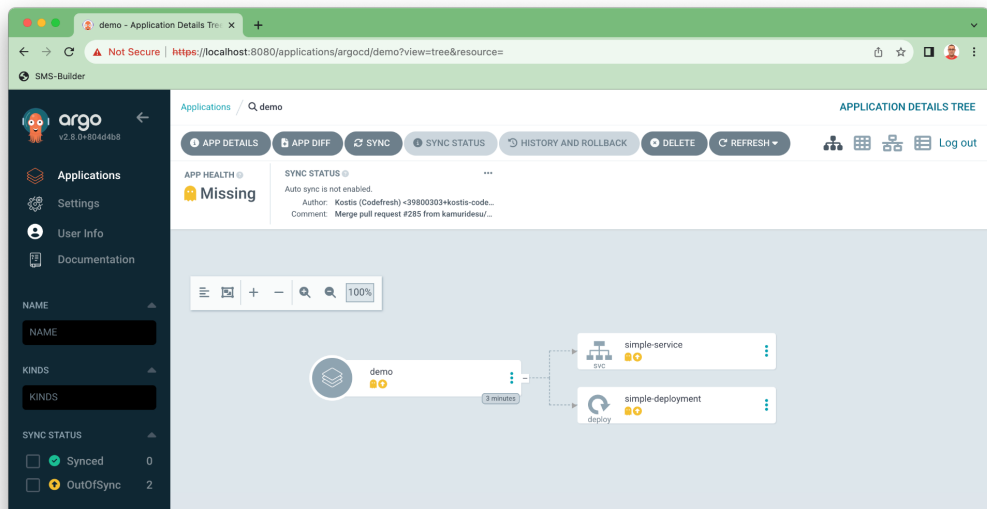 demo - Application Details Tree
Not Secure | https://localhost:8080/applications/argocd/demo?view=tree&resource=
SMS-Builder
argo
v2.8.0+804d4b8
Applications
Settings
User Info
Documentation
NAME
NAME
KINDS
KINDS
SYNC STATUS
Synced 0
OutOfSync 2
Applications / demo
APPLICATION DETAILS TREE
APP DETAILS
APP DIFF
SYNC
SYNC STATUS
HISTORY AND ROLLBACK
DELETE
REFRESH
Log out
APP HEALTH
Missing
SYNC STATUS
Auto sync is not enabled.
Author: Kostis (Codefresh) <39800303+kostis-code...
Comment: Merge pull request #285 from kamuridesu/...
100%
demo
3 minutes
simple-service
svc
simple-deployment
deploy